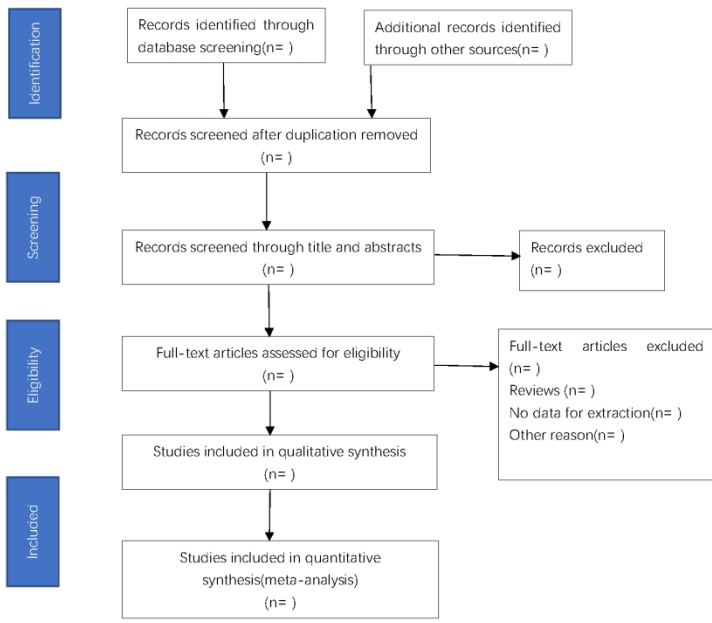 Identification
Records identified through
database screening(n= )
Additional records identified
through other sources(n= )
Records screened after duplication removed
(n= )
Screening
Records screened through title and abstracts
(n= )
Records excluded
(n= )
Eligibility
Full-text articles assessed for eligibility
(n= )
Full-text articles excluded
(n= )
Reviews (n= )
No data for extraction(n= )
Other reason(n= )
Studies included in qualitative synthesis
(n= )
Included
Studies included in quantitative
synthesis(meta-analysis)
(n= )